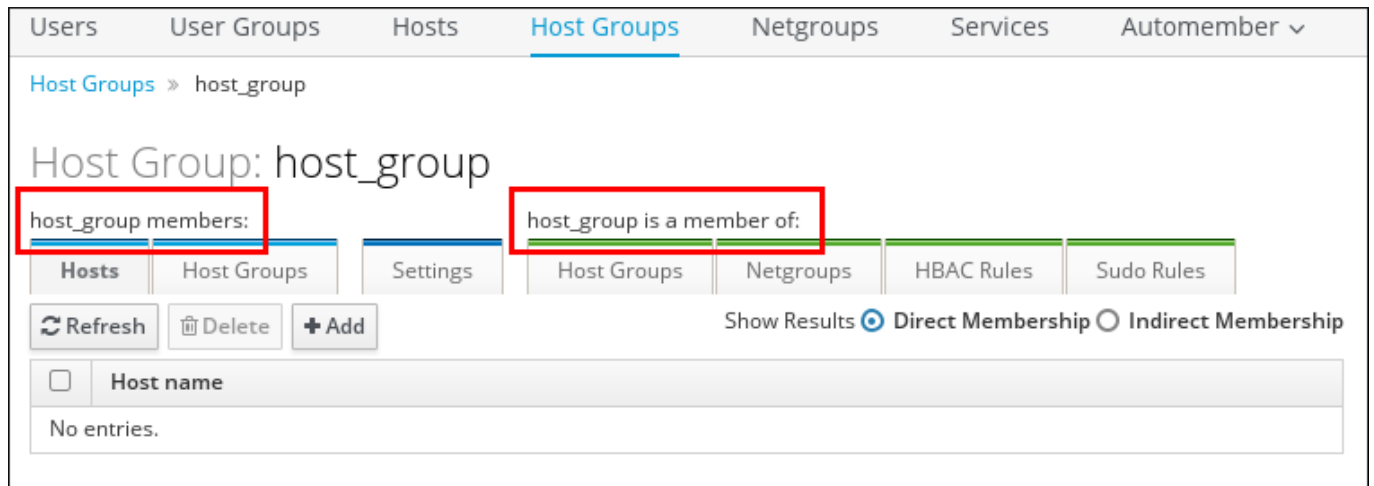 Users User Groups Hosts Host Groups Netgroups Services Automember
Host Groups » host_group
Host Group: host_group
host_group members: host_group is a member of:
Hosts Host Groups Settings Host Groups Netgroups HBAC Rules Sudo Rules
Refresh Delete Add Show Results Direct Membership Indirect Membership
Host name
No entries.